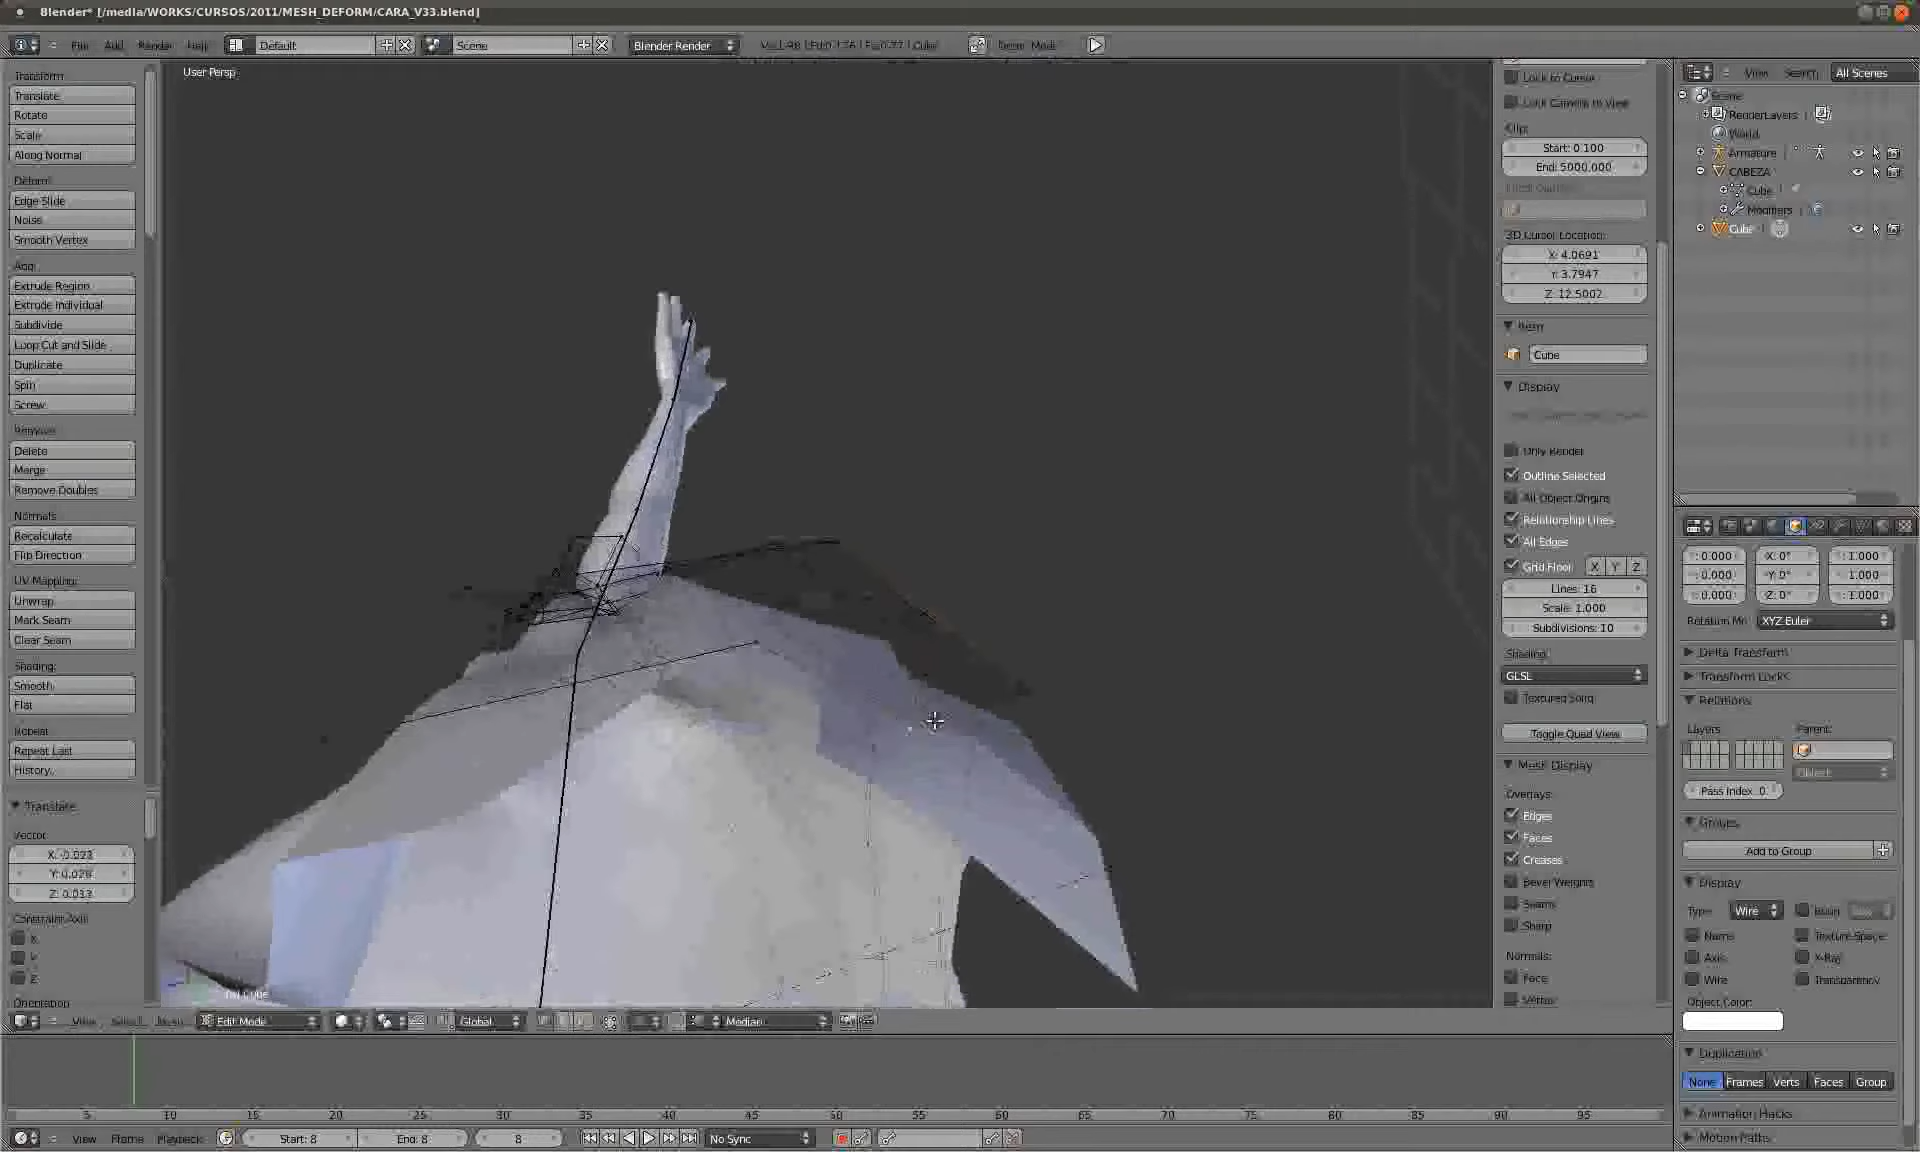 Blender* [/media/WORKS/CURSOS/2011/MESH_DEFORM/CARA_V33.blend]
File Add Render Help Default Scene Blender Render
User Persp
Transform
Translate
Rotate
Scale
Along Normal
Deform:
Edge Slide
Noise
Smooth Vertex
Add:
Extrude Region
Extrude Individual
Subdivide
Loop Cut and Slide
Duplicate
Spin
Screw
Remove:
Delete
Merge
Remove Doubles
Normals:
Recalculate
Flip Direction
UV Mapping:
Unwrap
Mark Seam
Clear Seam
Shading:
Smooth
Flat
Repeat:
Repeat Last
History...
Translate
Vector
X: -0.023
Y: 0.028
Z: 0.013
Constraint Axis
X
Y
Z
Orientation
Lock to Cursor
Lock Camera to View
Clip:
Start: 0.100
End: 5000.000
3D Cursor Location:
X: 4.0691
Y: 3.7947
Z: 12.5002
Item
Cube
Display
Only Render
Outline Selected
All Object Origins
Relationship Lines
All Edges
Grid Floor X Y Z
Lines: 16
Scale: 1.000
Subdivisions: 10
Shading:
GLSL
Textured Solid
Toggle Quad View
Mesh Display
Overlays:
Edges
Faces
Creases
Bevel Weights
Seams
Sharp
Normals:
Face
Vertex
View Search All Scenes
Scene
RenderLayers
World
Armature
CABEZA
Cube
Modifiers
Cube
: 0.000 X: 0° : 1.000
: 0.000 Y: 0° : 1.000
: 0.000 Z: 0° : 1.000
XYZ Euler
Delta Transform
Transform Locks
Relations
Layers Parent:
Object
Pass Index: 0
Groups
Add to Group
Display
Type: Wire
Name Texture Space
Axis X-Ray
Wire Transparency
Object Color:
Duplication
None Frames Verts Faces Group
Animation Hacks
Motion Paths
View Select Mesh Edit Mode Global Median
5 10 15 20 25 30 35 40 45 50 55 60 65 70 75 80 85 90 95
View Frame Playback Start: 8 End: 8 8 No Sync